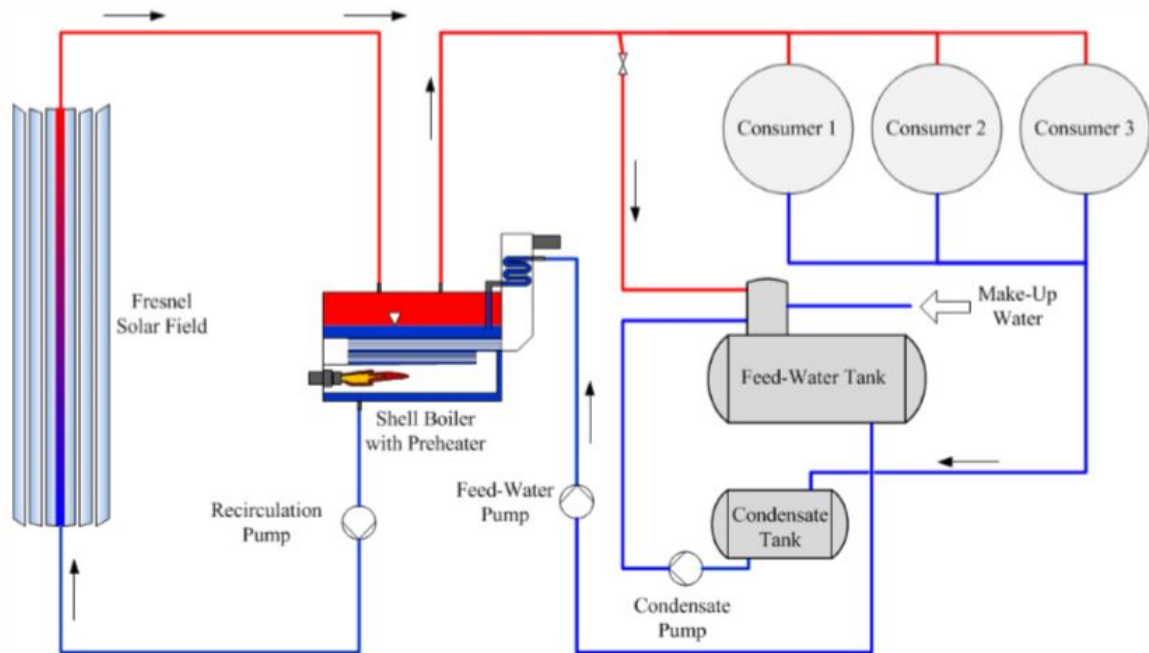 Consumer 1
Consumer 2
Consumer 3
Fresnel
Solar Field
Make-Up
Water
Feed-Water Tank
Shell Boiler
with Preheater
Feed-Water
Pump
Recirculation
Pump
Condensate
Tank
Condensate
Pump